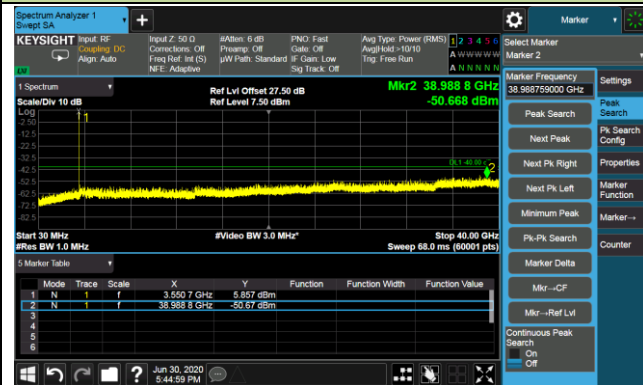 Spectrum Analyzer 1
Swept SA
+
Marker
KEYSIGHT
Input: RF
Coupling: DC
Align: Auto
Input Z: 50 Ω
Corrections: Off
Freq Ref: Int (S)
NFE: Adaptive
#Atten: 6 dB
Preamp: Off
µW Path: Standard
PNO: Fast
Gate: Off
IF Gain: Low
Sig Track: Off
Avg Type: Power (RMS)
Avg|Hold >10/10
Trig: Free Run
1 2 3 4 5 6
A W W W W W
A N N N N N
LXI
Select Marker
Marker 2
Marker Frequency
38.988759000 GHz
Peak Search
Next Peak
Next Pk Right
Next Pk Left
Minimum Peak
Pk-Pk Search
Marker Delta
Mkr→CF
Mkr→Ref Lvl
Continuous Peak
Search
On
Off
Settings
Peak
Search
Pk Search
Config
Properties
Marker
Function
Marker→
Counter
1 Spectrum
Scale/Div 10 dB
Ref Lvl Offset 27.50 dB
Ref Level 7.50 dBm
Mkr2 38.988 8 GHz
-50.668 dBm
Log
-2.50
-12.5
-22.5
-32.5
-42.5
-52.5
-62.5
-72.5
-82.5
1
2
Start 30 MHz
#Video BW 3.0 MHz*
Stop 40.00 GHz
#Res BW 1.0 MHz
Sweep 68.0 ms (60001 pts)
5 Marker Table
Mode Trace Scale X Y Function Function Width Function Value
1 N 1 f 3.550 7 GHz 5.857 dBm
2 N 1 f 38.988 8 GHz -50.67 dBm
3
4
5
6
?
Jun 30, 2020
5:44:59 PM